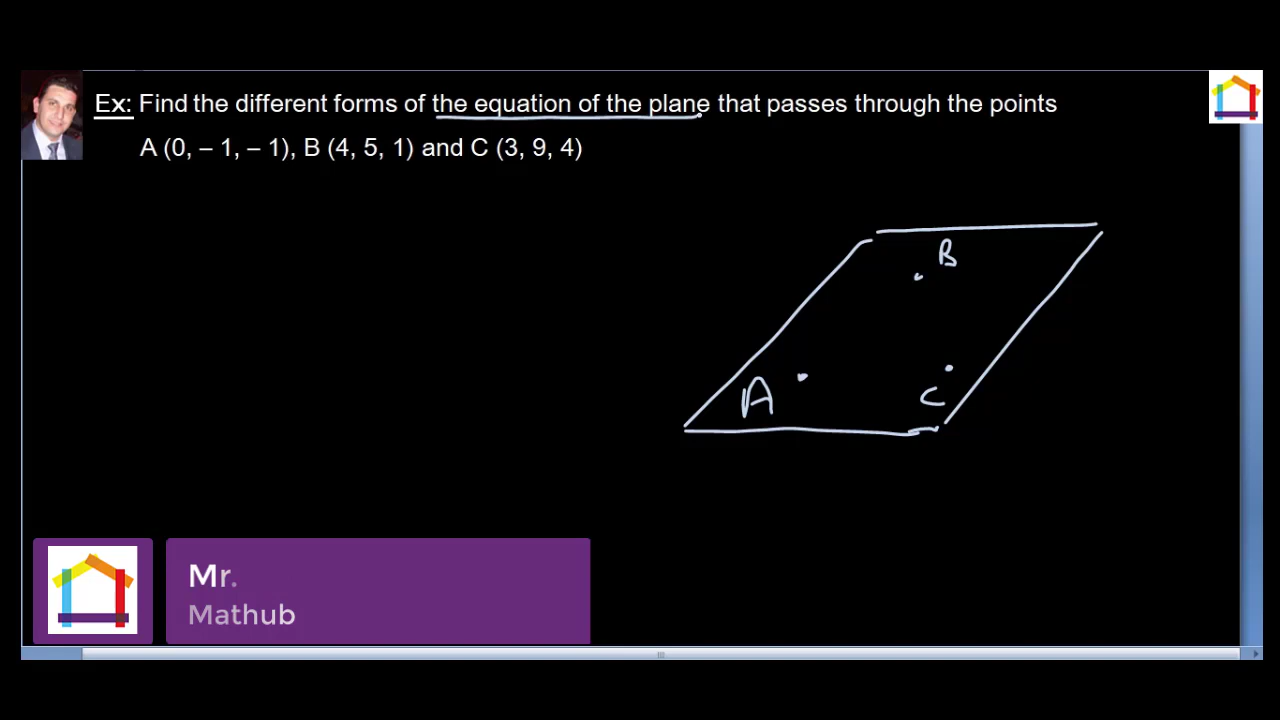 Ex: Find the different forms of the equation of the plane that passes through the points
A (0, – 1, – 1), B (4, 5, 1) and C (3, 9, 4)
B
A
C
Mr.
Mathub